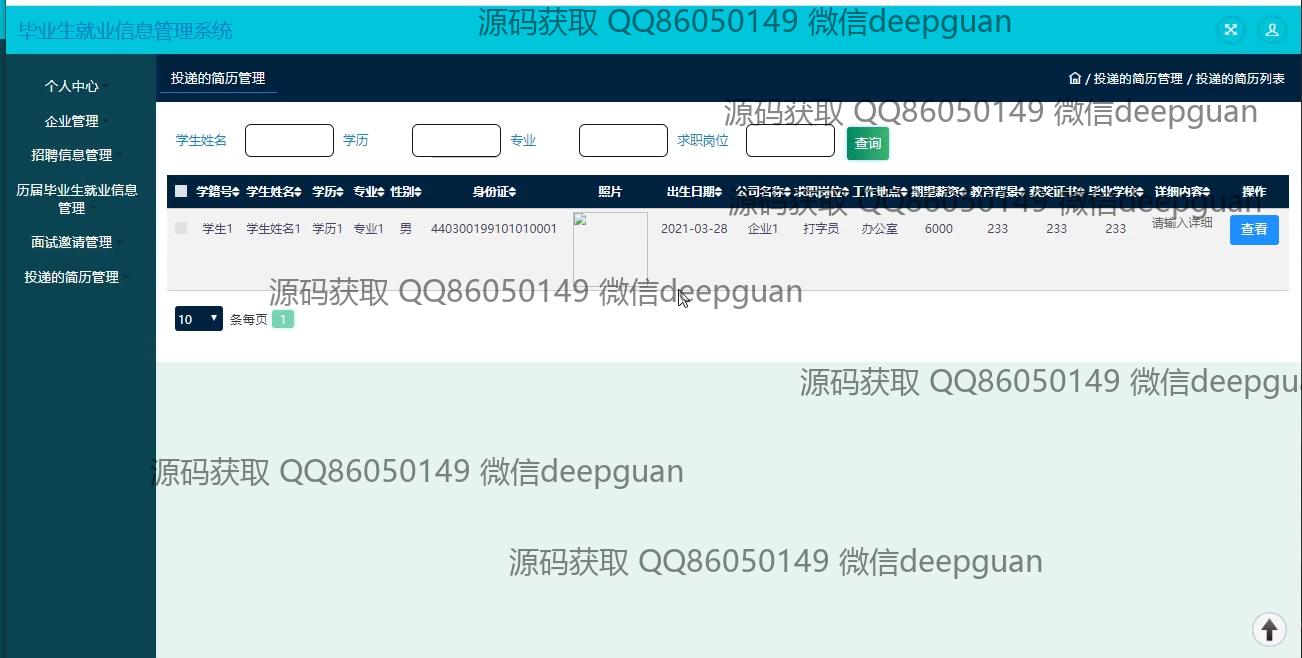 源码获取 QQ86050149 微信deepguan
毕业生就业信息管理系统
个人中心
企业管理
招聘信息管理
历届毕业生就业信息
管理
面试邀请管理
投递的简历管理
投递的简历管理
/ 投递的简历管理 / 投递的简历列表
源码获取 QQ86050149 微信deepguan
学生姓名 学历 专业 求职岗位 查询
学籍号 学生姓名 学历 专业 性别 身份证 照片 出生日期 公司名称 求职岗位 工作地点 期望薪资 教育背景 获奖证书 毕业学校 详细内容 操作
源码获取 QQ86050149 微信deepguan
学生1 学生姓名1 学历1 专业1 男 440300199101010001 2021-03-28 企业1 打字员 办公室 6000 233 233 233 请输入详细 查看
源码获取 QQ86050149 微信deepguan
10 条每页 1
源码获取 QQ86050149 微信deepgu
源码获取 QQ86050149 微信deepguan
源码获取 QQ86050149 微信deepguan